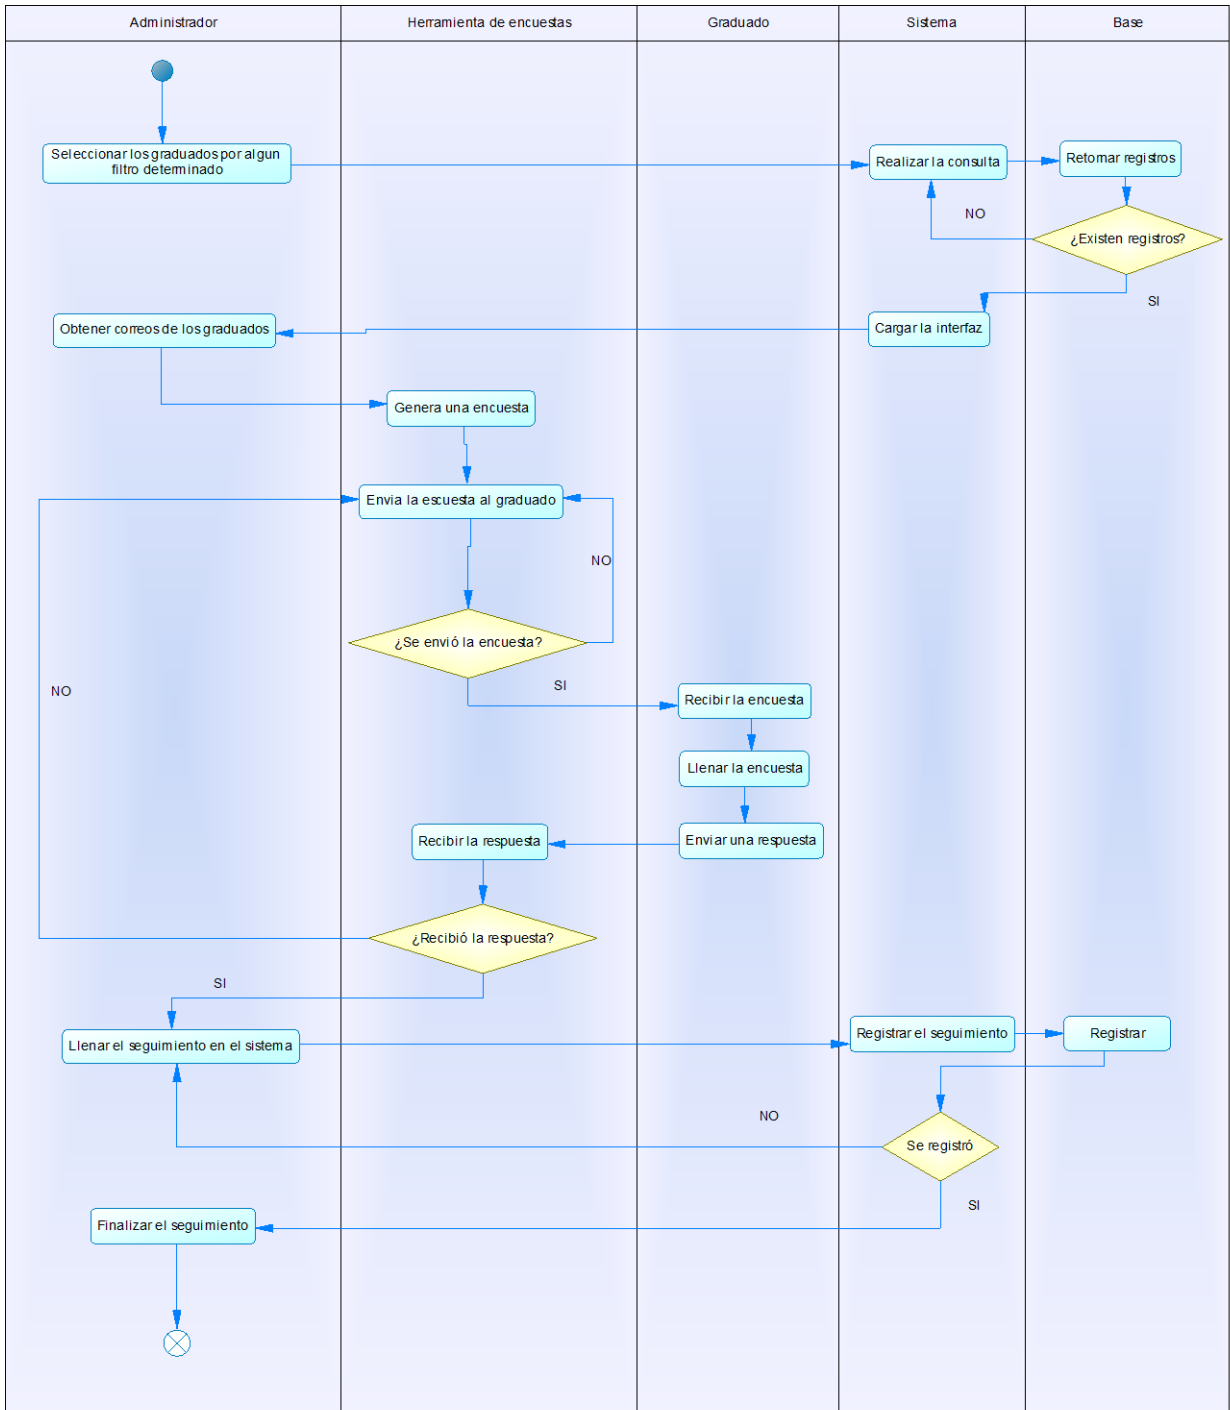 Administrador
Herramienta de encuestas
Graduado
Sistema
Base
Seleccionar los graduados por algun
filtro determinado
Realizar la consulta
Retornar registros
NO
¿Existen registros?
SI
Obtener correos de los graduados
Cargar la interfaz
Genera una encuesta
Envia la escuesta al graduado
NO
¿Se envió la encuesta?
SI
NO
Recibir la encuesta
Llenar la encuesta
Recibir la respuesta
Enviar una respuesta
¿Recibió la respuesta?
SI
Llenar el seguimiento en el sistema
Registrar el seguimiento
Registrar
NO
Se registró
SI
Finalizar el seguimiento